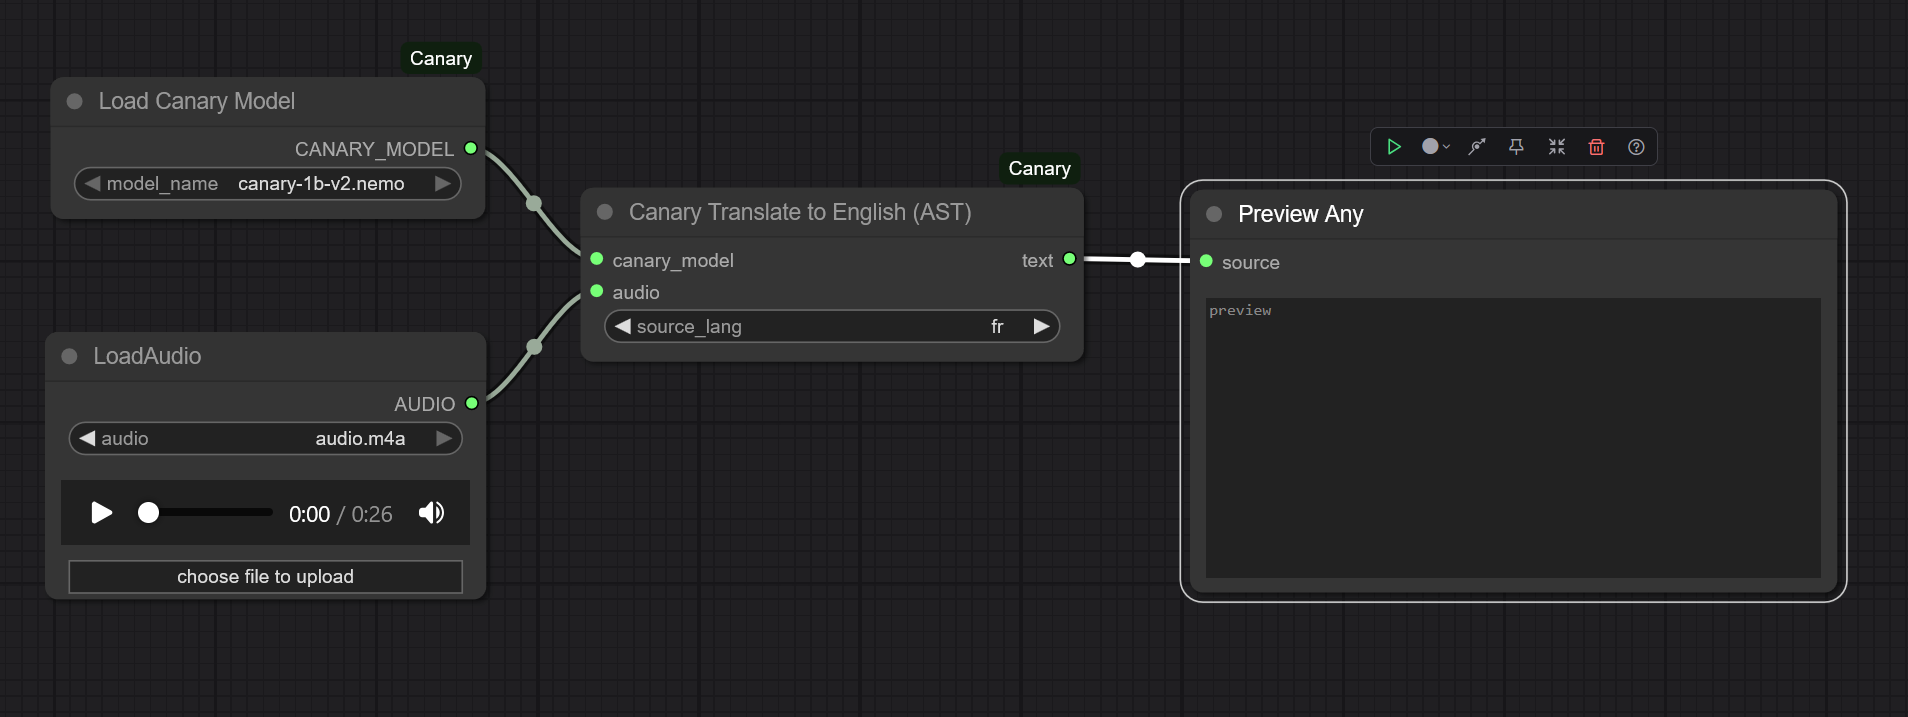 Canary
Load Canary Model
CANARY_MODEL
model_name canary-1b-v2.nemo
LoadAudio
AUDIO
audio audio.m4a
0:00 / 0:26
choose file to upload
Canary
Canary Translate to English (AST)
canary_model text
audio
source_lang fr
Preview Any
source
preview